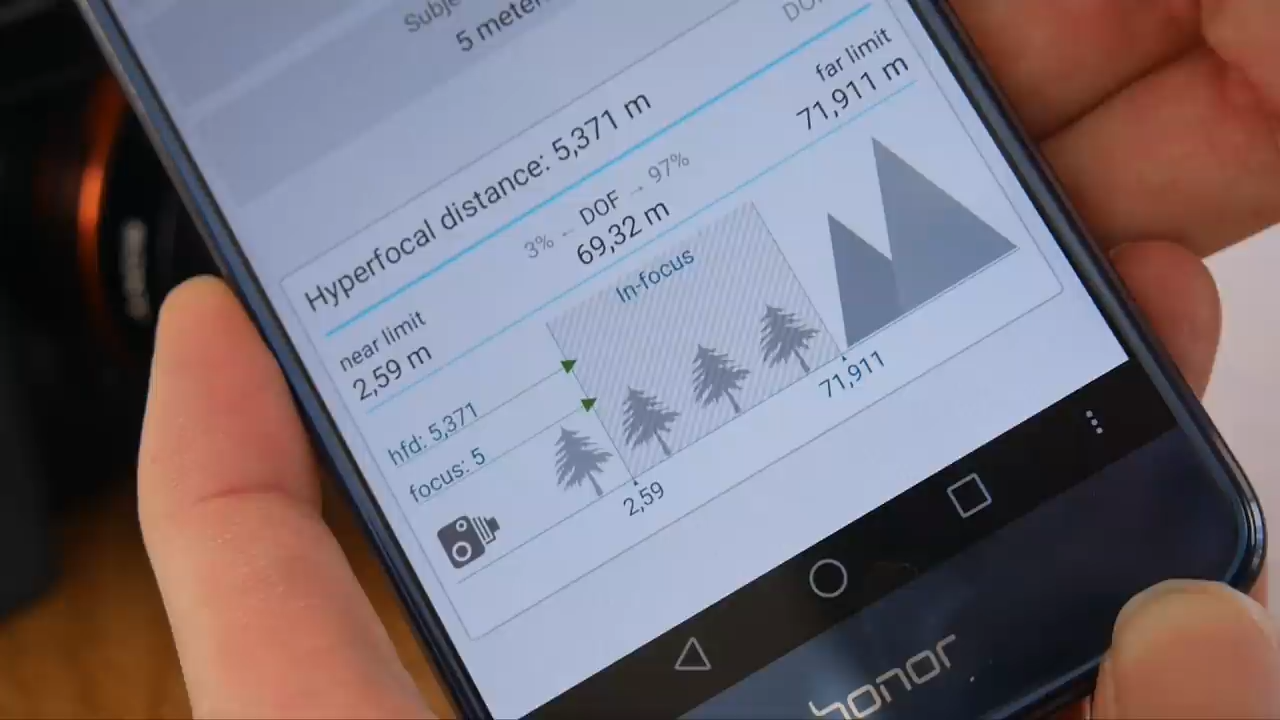 5 meter
Hyperfocal distance: 5,371 m
near limit
2,59 m
3% ← DOF → 97%
69,32 m
far limit
71,911 m
In-focus
hfd: 5,371
focus: 5
2,59
71,911
honor